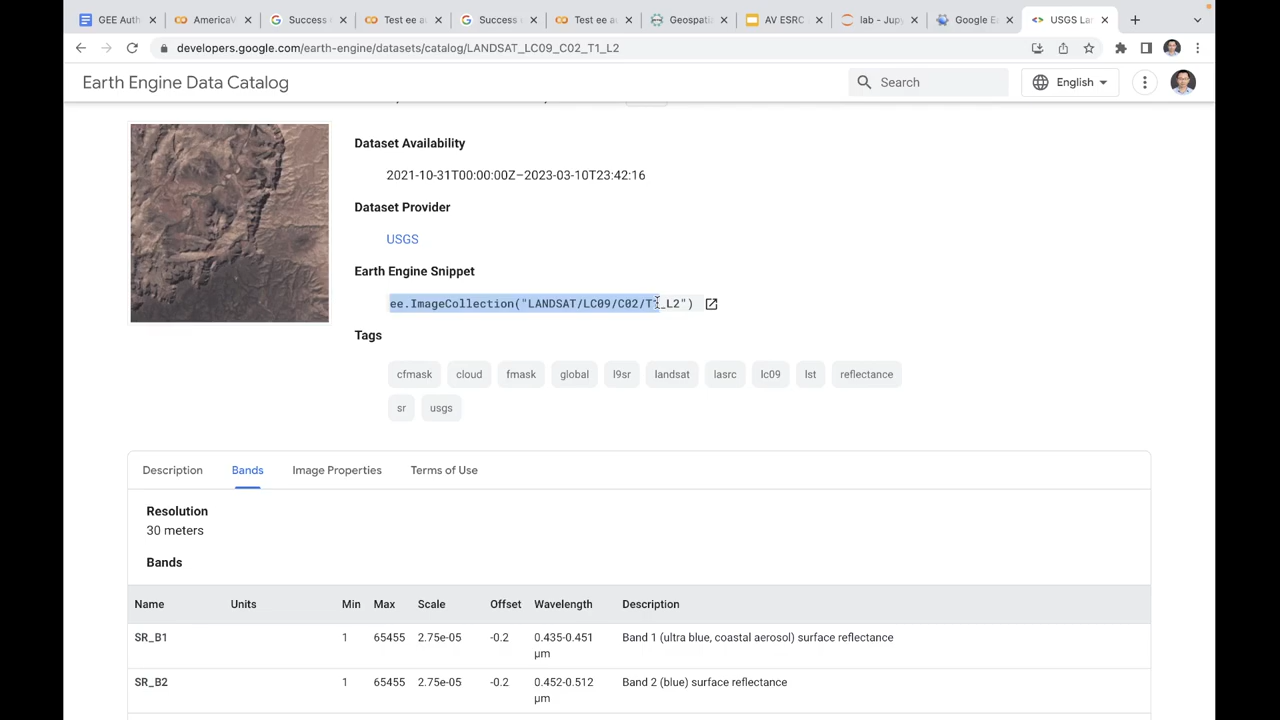 GEE Auth
AmericaV
Success
Test ee au
Success
Test ee au
Geospati
AV ESRC
lab - Jupy
Google Ea
USGS Lan
developers.google.com/earth-engine/datasets/catalog/LANDSAT_LC09_C02_T1_L2
Earth Engine Data Catalog
Search
English
Dataset Availability
2021-10-31T00:00:00Z–2023-03-10T23:42:16
Dataset Provider
USGS
Earth Engine Snippet
ee.ImageCollection("LANDSAT/LC09/C02/T1_L2")
Tags
cfmask cloud fmask global l9sr landsat lasrc lc09 lst reflectance
sr usgs
Description Bands Image Properties Terms of Use
Resolution
30 meters
Bands
Name Units Min Max Scale Offset Wavelength Description
SR_B1 1 65455 2.75e-05 -0.2 0.435-0.451 μm Band 1 (ultra blue, coastal aerosol) surface reflectance
SR_B2 1 65455 2.75e-05 -0.2 0.452-0.512 μm Band 2 (blue) surface reflectance